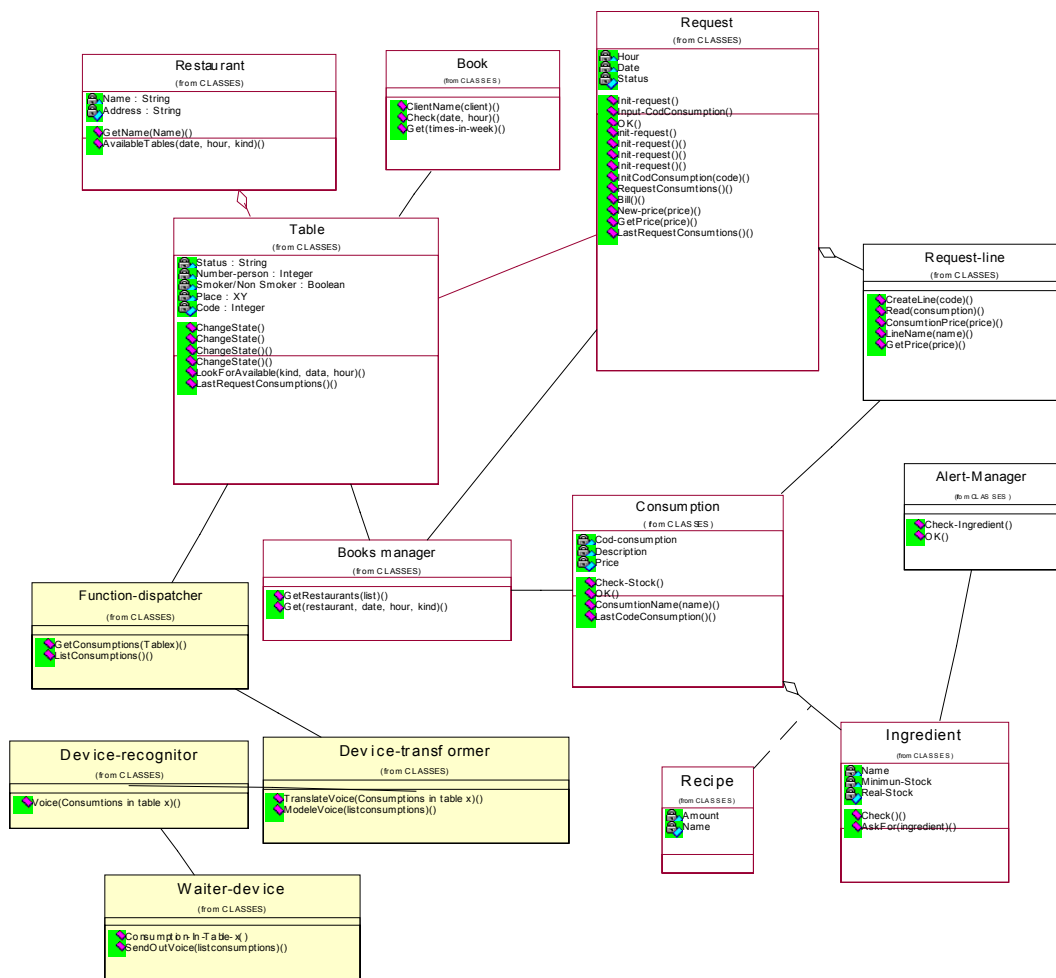 Restaurant
(from CLASSES)
Name : String
Address : String
GetName(Name)()
AvailableTables(date, hour, kind)()
Book
(from CLASSES)
ClientName(client)()
Check(date, hour)()
Get(times-in-week)()
Request
(from CLASSES)
Hour
Date
Status
Init-request()
Input-CodConsumption()
OK()
init-request()
Init-request()()
Init-request()()
Init-request()()
InitCodConsumption(code)()
RequestConsumtions()()
Bill()()
New-price(price)()
GetPrice(price)()
LastRequestConsumtions()()
Table
(from CLASSES)
Status : String
Number-person : Integer
Smoker/Non Smoker : Boolean
Place : XY
Code : Integer
ChangeState()
ChangeState()
ChangeState()()
ChangeState()()
LookForAvailable(kind, data, hour)()
LastRequestConsumptions()()
Request-line
(from CLASSES)
CreateLine(code)()
Read(consumption)()
ConsumtionPrice(price)()
LineName(name)()
GetPrice(price)()
Alert-Manager
(from CLASSES)
Check-Ingredient()
OK()
Consumption
(from CLASSES)
Cod-consumption
Description
Price
Check-Stock()
OK()
ConsumtionName(name)()
LastCodeConsumption()()
Books manager
(from CLASSES)
GetRestaurants(list)()
Get(restaurant, date, hour, kind)()
Function-dispatcher
(from CLASSES)
GetConsumptions(Tablex)()
ListConsumptions()()
Device-recognitor
(from CLASSES)
Voice(Consumtions in table x)()
Device-transformer
(from CLASSES)
TranslateVoice(Consumptions in table x)()
ModeleVoice(listconsumptions)()
Recipe
(from CLASSES)
Amount
Name
Ingredient
(from CLASSES)
Name
Minimun-Stock
Real-Stock
Check()()
AskFor(ingredient)()
Waiter-device
(from CLASSES)
Consumption-In-Table-x()
SendOutVoice(listconsumptions)()